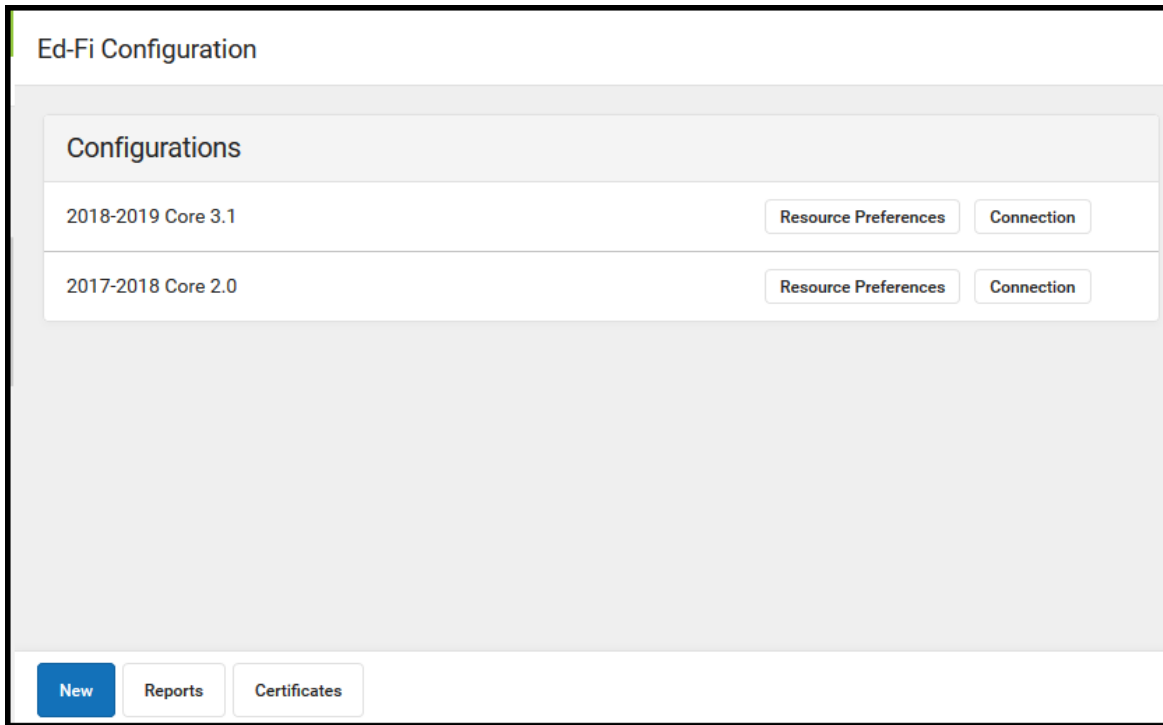 Ed-Fi Configuration
Configurations
2018-2019 Core 3.1 Resource Preferences Connection
2017-2018 Core 2.0 Resource Preferences Connection
New Reports Certificates